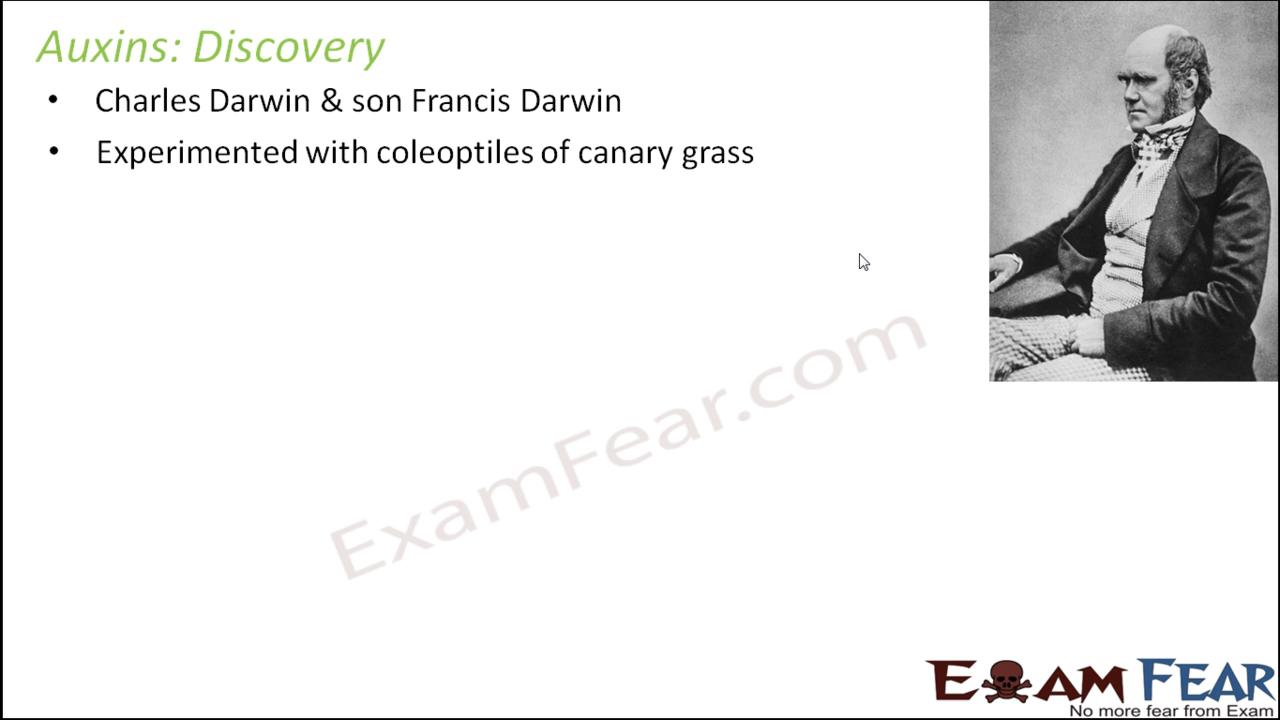 Auxins: Discovery
• Charles Darwin & son Francis Darwin
• Experimented with coleoptiles of canary grass
ExamFear.com
EXAM FEAR
No more fear from Exam